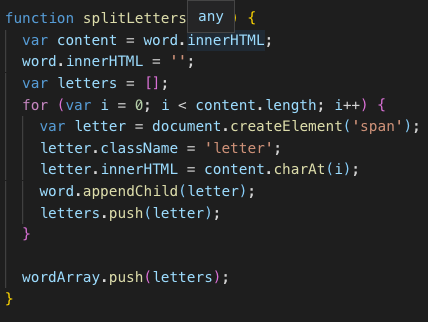 function splitLetters ) {
any
var content = word.innerHTML;
word.innerHTML = '';
var letters = [];
for (var i = 0; i < content.length; i++) {
var letter = document.createElement('span');
letter.className = 'letter';
letter.innerHTML = content.charAt(i);
word.appendChild(letter);
letters.push(letter);
}
wordArray.push(letters);
}